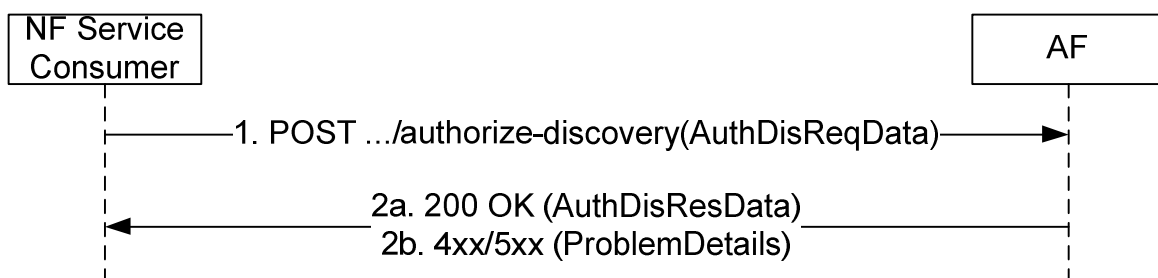 NF Service
Consumer
AF
1. POST .../authorize-discovery(AuthDisReqData)
2a. 200 OK (AuthDisResData)
2b. 4xx/5xx (ProblemDetails)